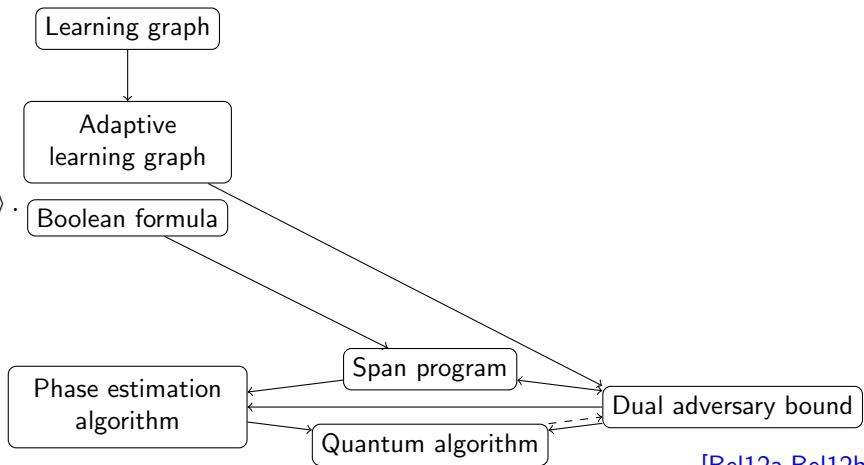 Learning graph
Adaptive
learning graph
⟩ .
Boolean formula
Span program
Phase estimation
algorithm
Dual adversary bound
Quantum algorithm